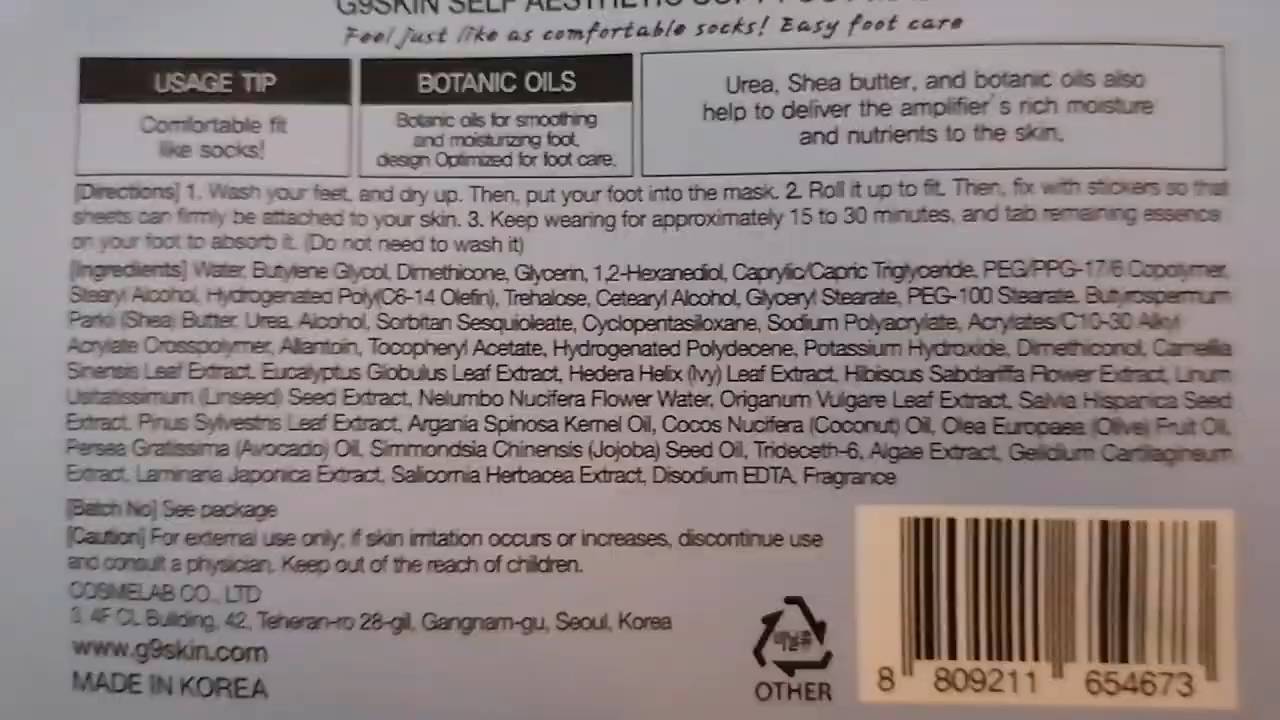 G9SKIN SELF AESTHETIC
Feel just like as comfortable socks! Easy foot care
USAGE TIP
Comfortable fit
like socks!
BOTANIC OILS
Botanic oils for smoothing
and moisturizing foot,
design Optimized for foot care.
Urea, Shea butter, and botanic oils also
help to deliver the amplifier's rich moisture
and nutrients to the skin.
[Directions] 1. Wash your feet, and dry up. Then, put your foot into the mask. 2. Roll it up to fit. Then, fix with stickers so that
sheets can firmly be attached to your skin. 3. Keep wearing for approximately 15 to 30 minutes, and tab remaining essence
on your foot to absorb it. (Do not need to wash it)
[Ingredients] Water, Butylene Glycol, Dimethicone, Glycerin, 1,2-Hexanediol, Caprylic/Capric Triglyceride, PEG/PPG-17/6 Copolymer,
Stearyl Alcohol, Hydrogenated Poly(C6-14 Olefin), Trehalose, Cetearyl Alcohol, Glyceryl Stearate, PEG-100 Stearate, Butyrospermum
Parkii (Shea) Butter, Urea, Alcohol, Sorbitan Sesquioleate, Cyclopentasiloxane, Sodium Polyacrylate, Acrylates/C10-30 Alkyl
Acrylate Crosspolymer, Allantoin, Tocopheryl Acetate, Hydrogenated Polydecene, Potassium Hydroxide, Dimethiconol, Camellia
Sinensis Leaf Extract, Eucalyptus Globulus Leaf Extract, Hedera Helix (Ivy) Leaf Extract, Hibiscus Sabdariffa Flower Extract, Linum
Usitatissimum (Linseed) Seed Extract, Nelumbo Nucifera Flower Water, Origanum Vulgare Leaf Extract, Salvia Hispanica Seed
Extract, Pinus Sylvestris Leaf Extract, Argania Spinosa Kernel Oil, Cocos Nucifera (Coconut) Oil, Olea Europaea (Olive) Fruit Oil,
Persea Gratissima (Avocado) Oil, Simmondsia Chinensis (Jojoba) Seed Oil, Trideceth-6, Algae Extract, Gelidium Cartilagineum
Extract, Laminaria Japonica Extract, Salicornia Herbacea Extract, Disodium EDTA, Fragrance
[Batch No] See package
[Caution] For external use only; if skin irritation occurs or increases, discontinue use
and consult a physician. Keep out of the reach of children.
COSMELAB CO., LTD
3, 4F CL Building, 42, Teheran-ro 28-gil, Gangnam-gu, Seoul, Korea
www.g9skin.com
MADE IN KOREA
OTHER
8 809211 654673